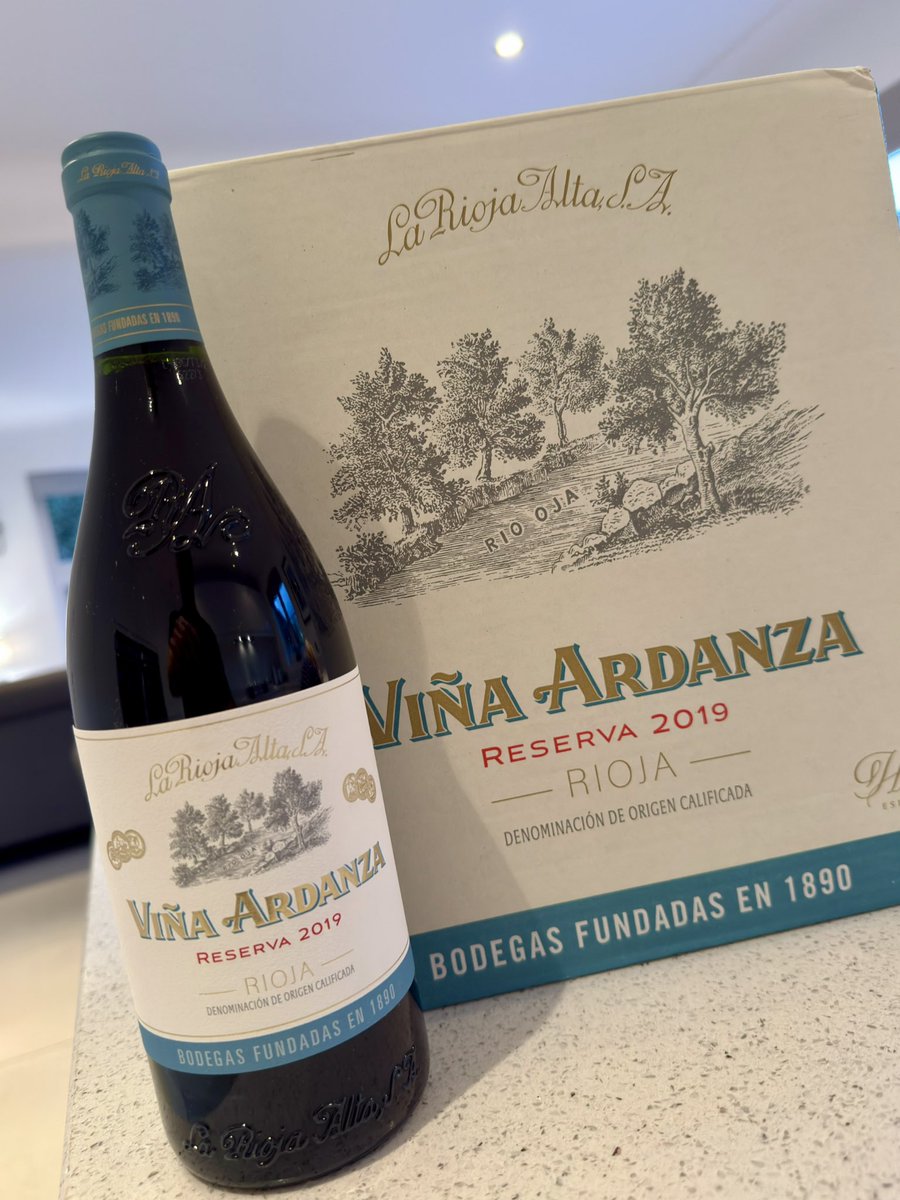 La Rioja Alta, S.A.
BODEGAS FUNDADAS EN 1890
La Rioja Alta, S.A.
VIÑA ARDANZA
RESERVA 2019
RIOJA
DENOMINACIÓN DE ORIGEN CALIFICADA
BODEGAS FUNDADAS EN 1890
La Rioja Alta, S.A.
La Rioja Alta, S.A.
RIO OJA
VIÑA ARDANZA
RESERVA 2019
RIOJA
DENOMINACIÓN DE ORIGEN CALIFICADA
BODEGAS FUNDADAS EN 1890